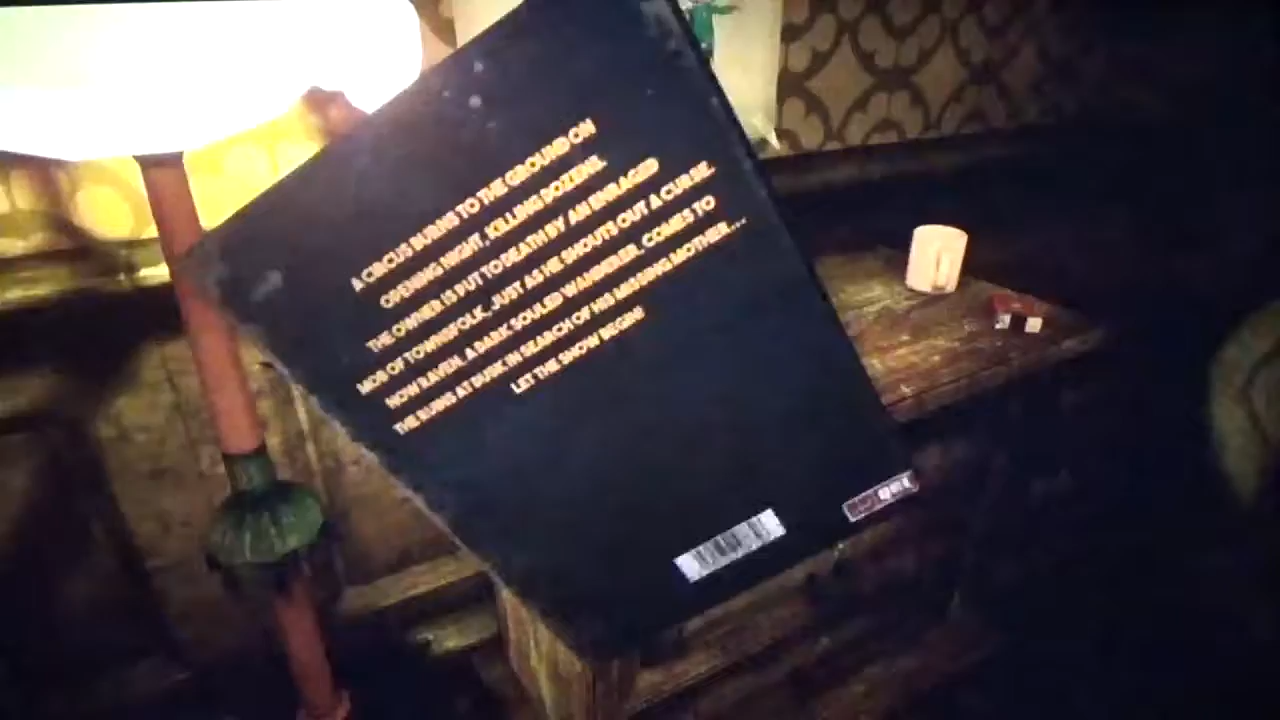 A CIRCUS BURNS TO THE GROUND ON
OPENING NIGHT, KILLING DOZENS.
THE OWNER IS PUT TO DEATH BY AN ENRAGED
MOB OF TOWNSFOLK, JUST AS HE SHOUTS OUT A CURSE.
NOW RAVEN, A DARK SOULED WANDERER, COMES TO
THE RUINS AT DUSK IN SEARCH OF HIS MISSING MOTHER...
LET THE SHOW BEGIN!